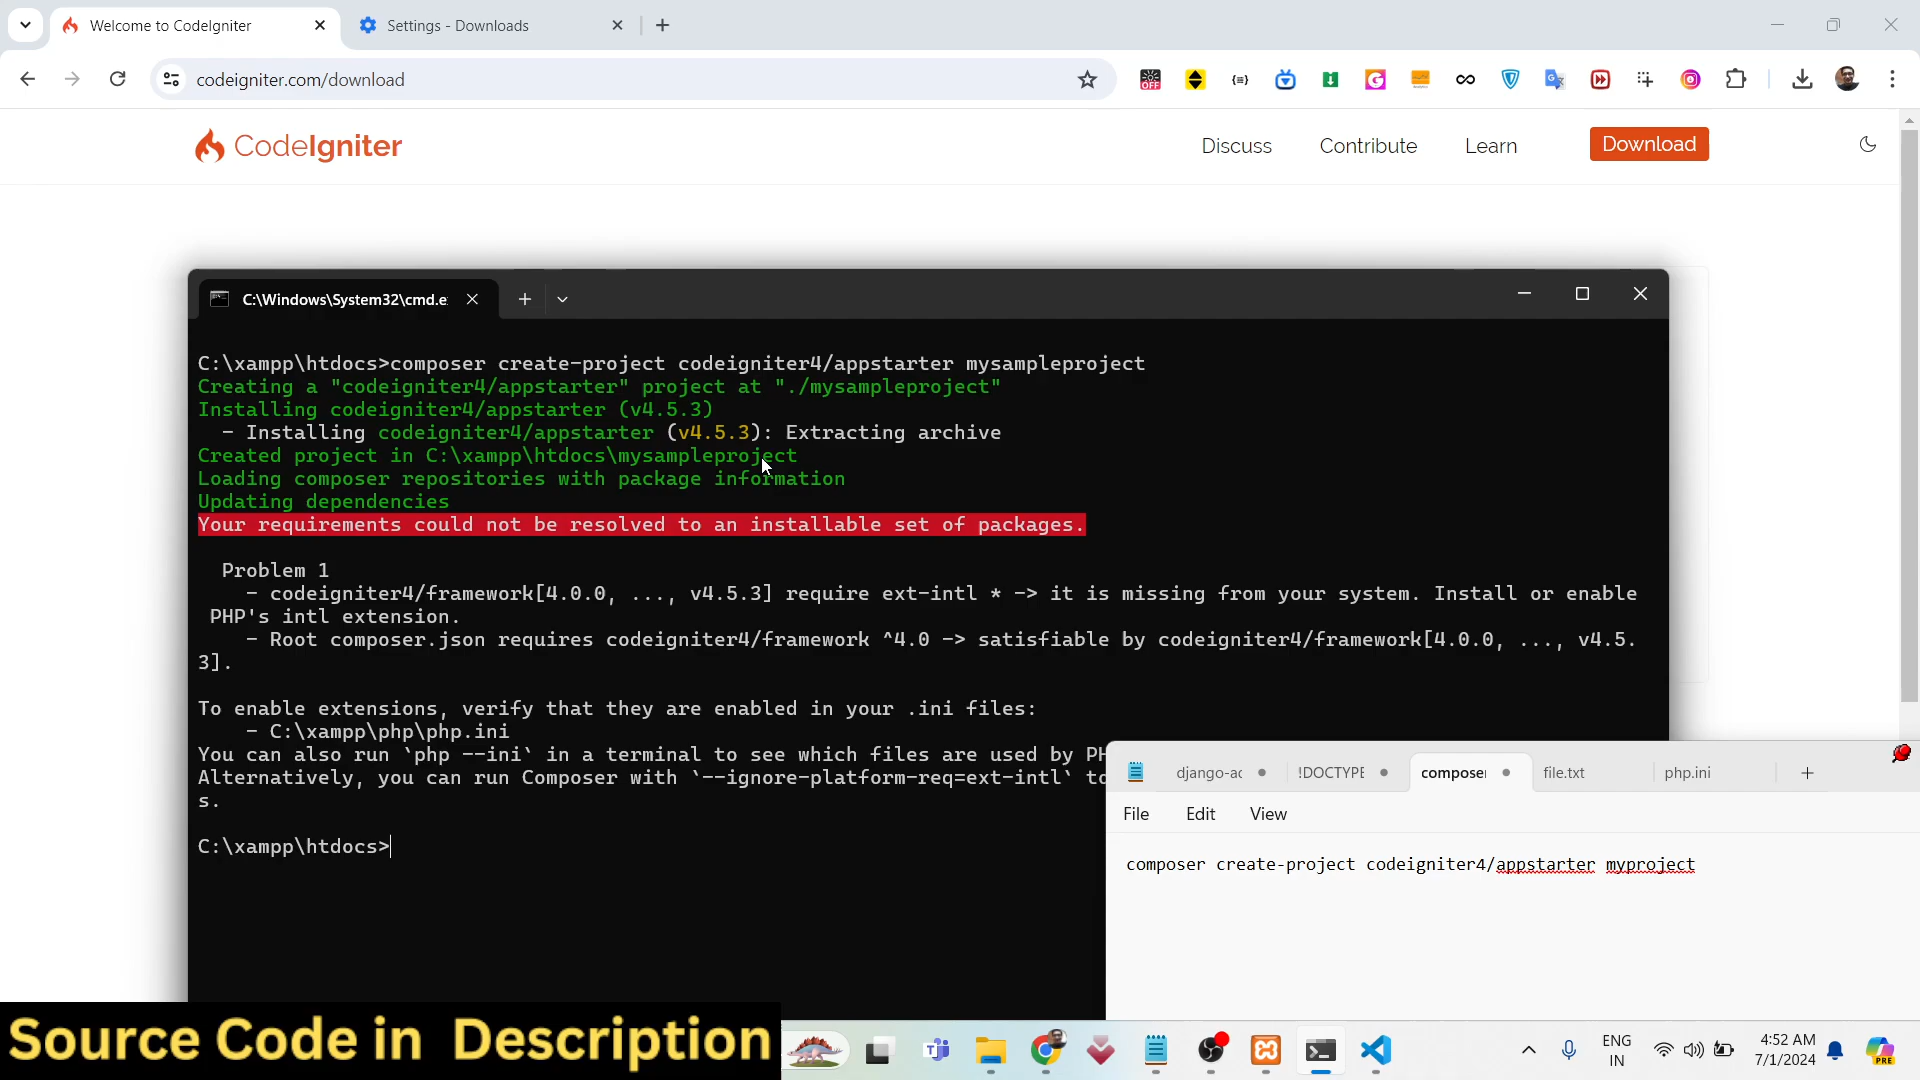 Welcome to CodeIgniter
Settings - Downloads
codeigniter.com/download
OFF
CodeIgniter
Discuss
Contribute
Learn
Download
C:\Windows\System32\cmd.e
C:\xampp\htdocs>composer create-project codeigniter4/appstarter mysampleproject
Creating a "codeigniter4/appstarter" project at "./mysampleproject"
Installing codeigniter4/appstarter (v4.5.3)
- Installing codeigniter4/appstarter (v4.5.3): Extracting archive
Created project in C:\xampp\htdocs\mysampleproject
Loading composer repositories with package information
Updating dependencies
Your requirements could not be resolved to an installable set of packages.
Problem 1
- codeigniter4/framework[4.0.0, ..., v4.5.3] require ext-intl * -> it is missing from your system. Install or enable
PHP's intl extension.
- Root composer.json requires codeigniter4/framework ^4.0 -> satisfiable by codeigniter4/framework[4.0.0, ..., v4.5.
3].
To enable extensions, verify that they are enabled in your .ini files:
- C:\xampp\php\php.ini
You can also run `php --ini` in a terminal to see which files are used by PH
Alternatively, you can run Composer with `--ignore-platform-req=ext-intl` to
s.
C:\xampp\htdocs>
django-ac
!DOCTYPE
composer
file.txt
php.ini
File
Edit
View
composer create-project codeigniter4/appstarter myproject
Source Code in Description
ENG
IN
4:52 AM
7/1/2024
PRE